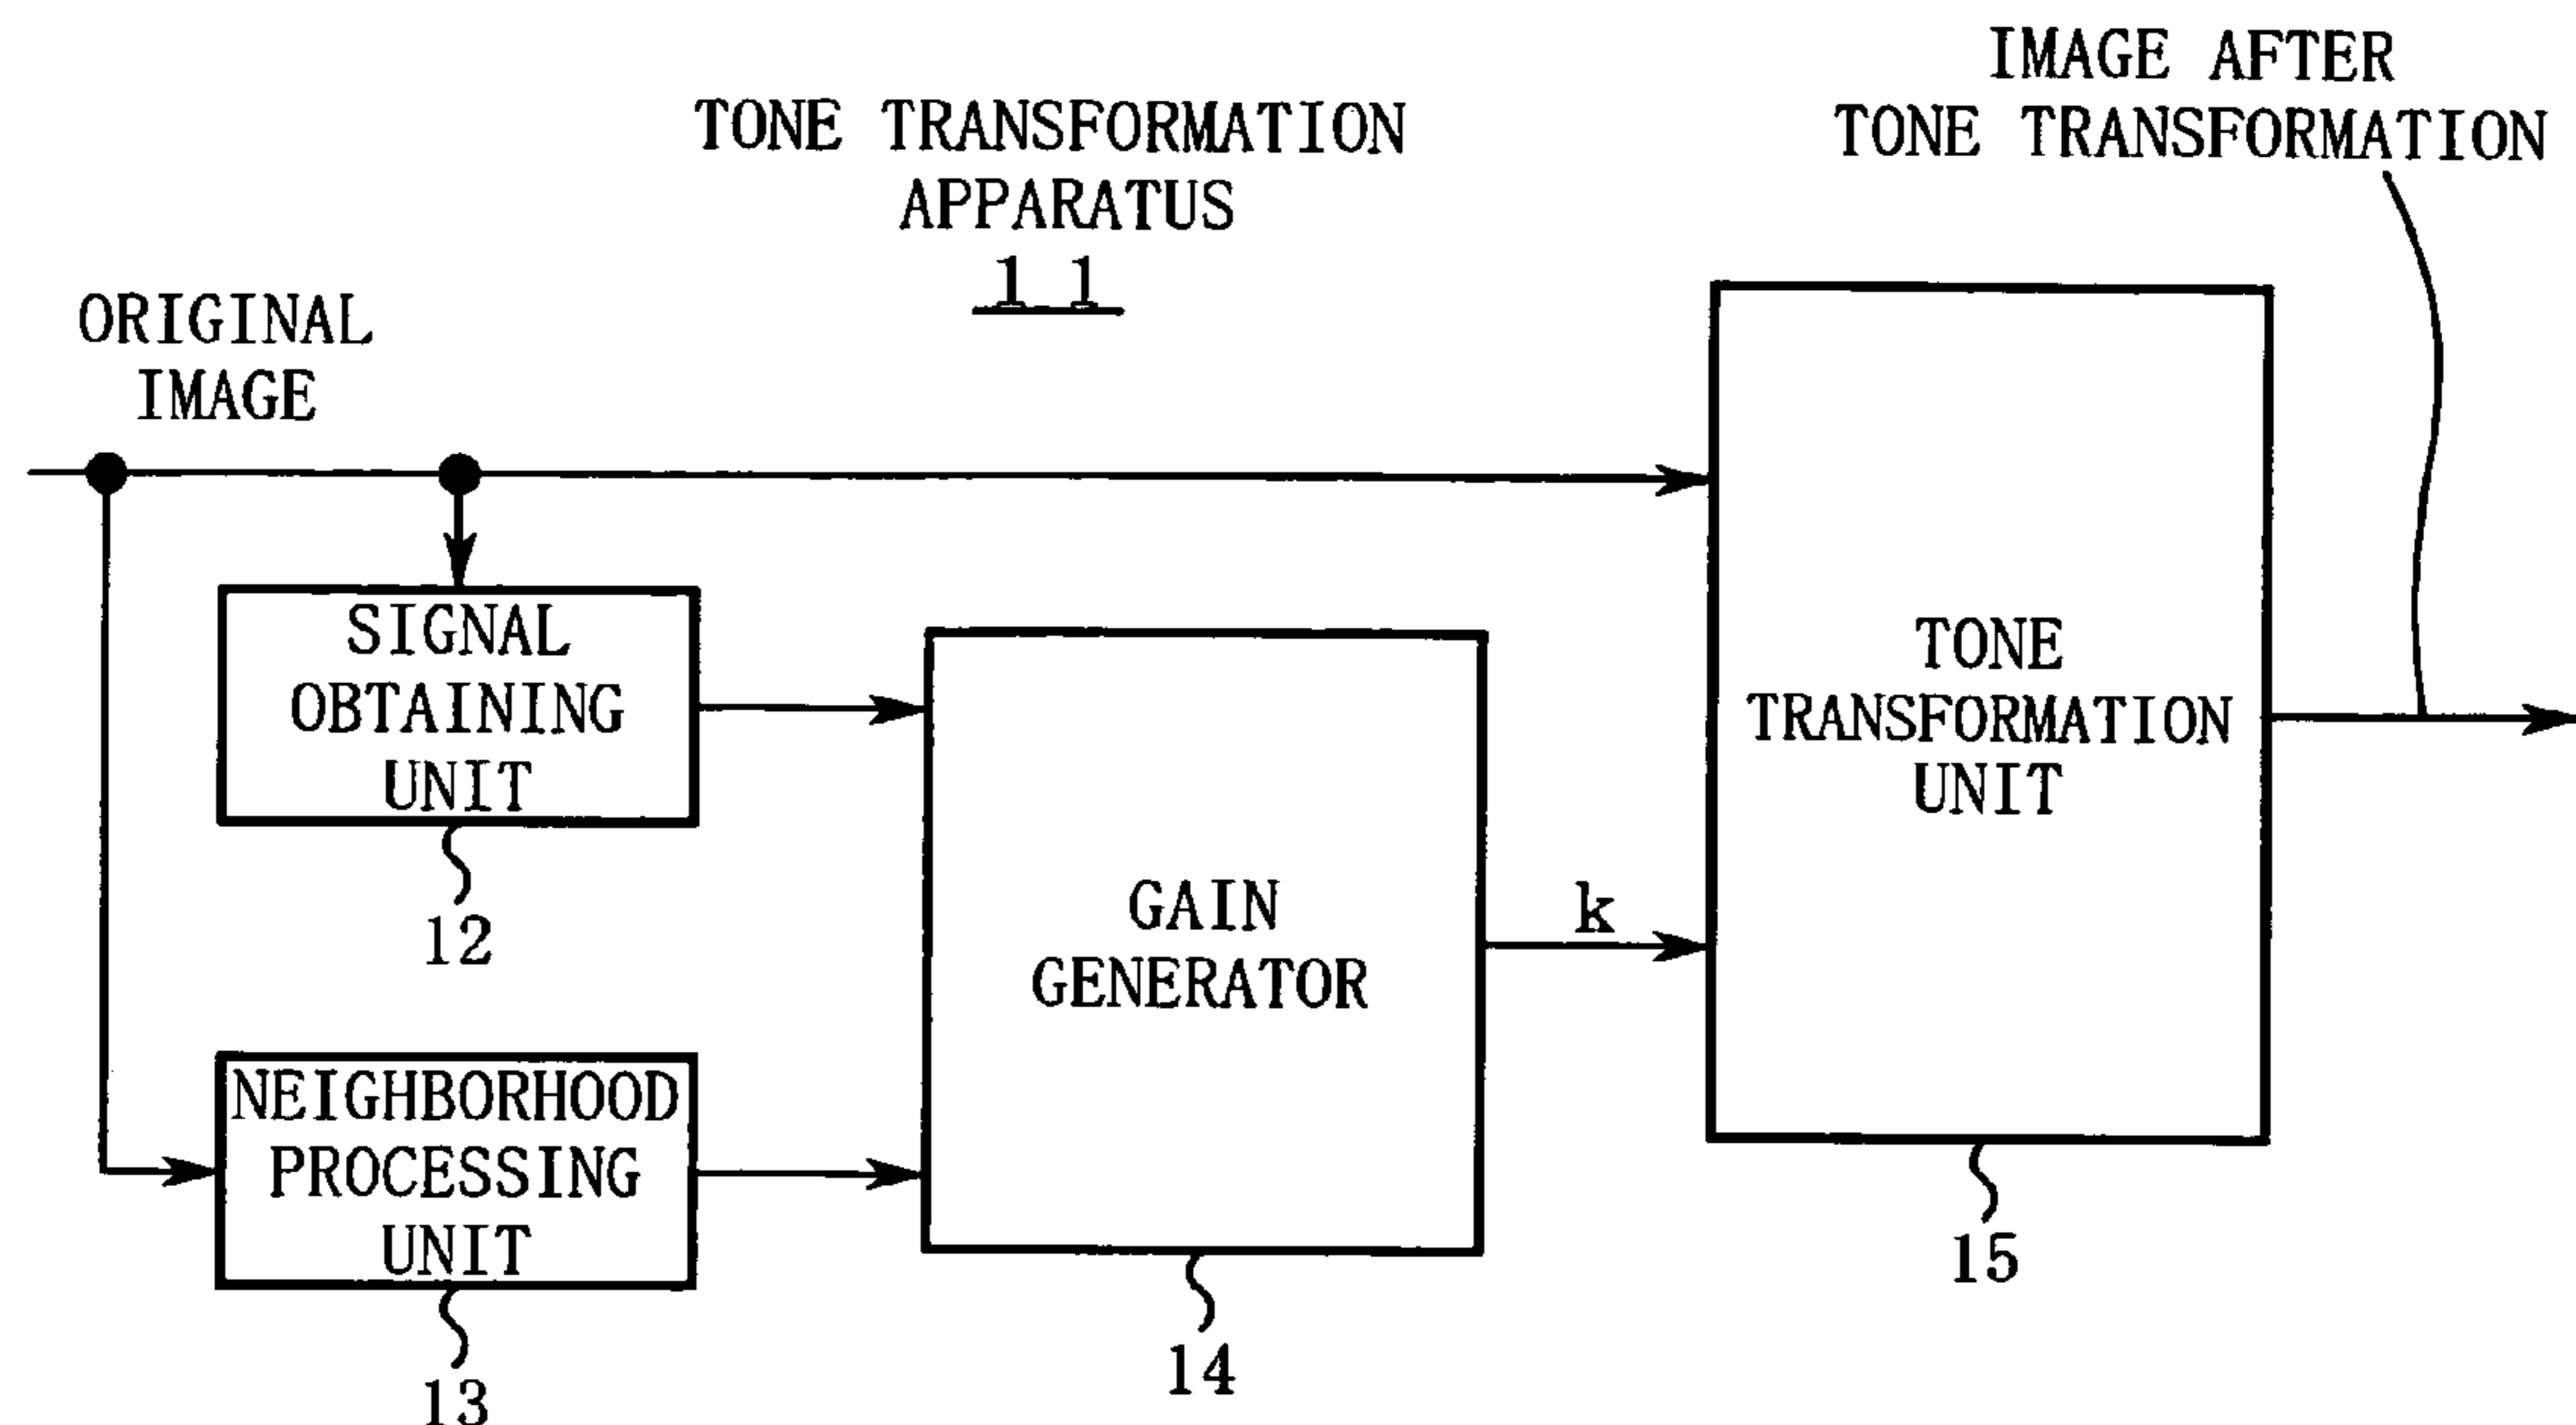 IMAGE AFTER
TONE TRANSFORMATION
TONE TRANSFORMATION
APPARATUS
11
ORIGINAL
IMAGE
SIGNAL
OBTAINING
UNIT
12
NEIGHBORHOOD
PROCESSING
UNIT
13
GAIN
GENERATOR
14
k
TONE
TRANSFORMATION
UNIT
15